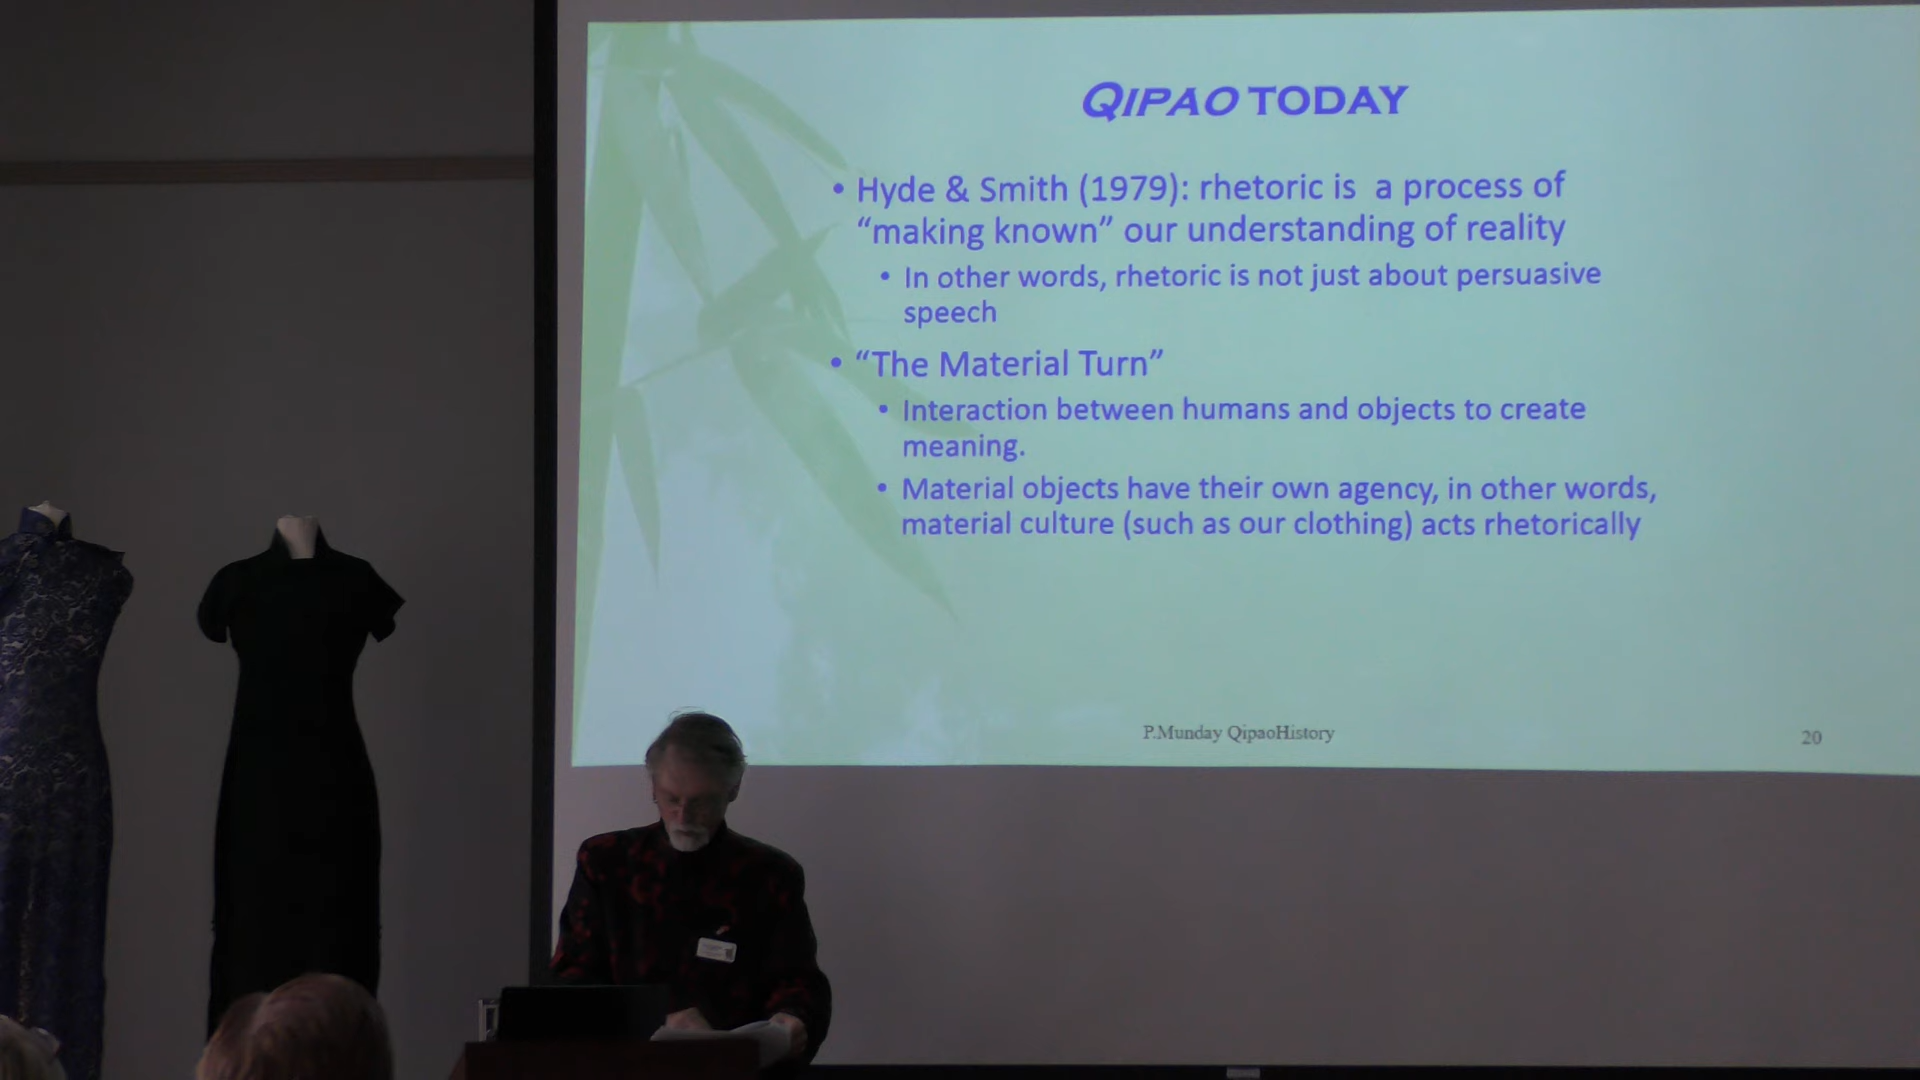 QIPAO TODAY
• Hyde & Smith (1979): rhetoric is a process of
“making known” our understanding of reality
• In other words, rhetoric is not just about persuasive
speech
• “The Material Turn”
• Interaction between humans and objects to create
meaning.
• Material objects have their own agency, in other words,
material culture (such as our clothing) acts rhetorically
P.Munday QipaoHistory
20